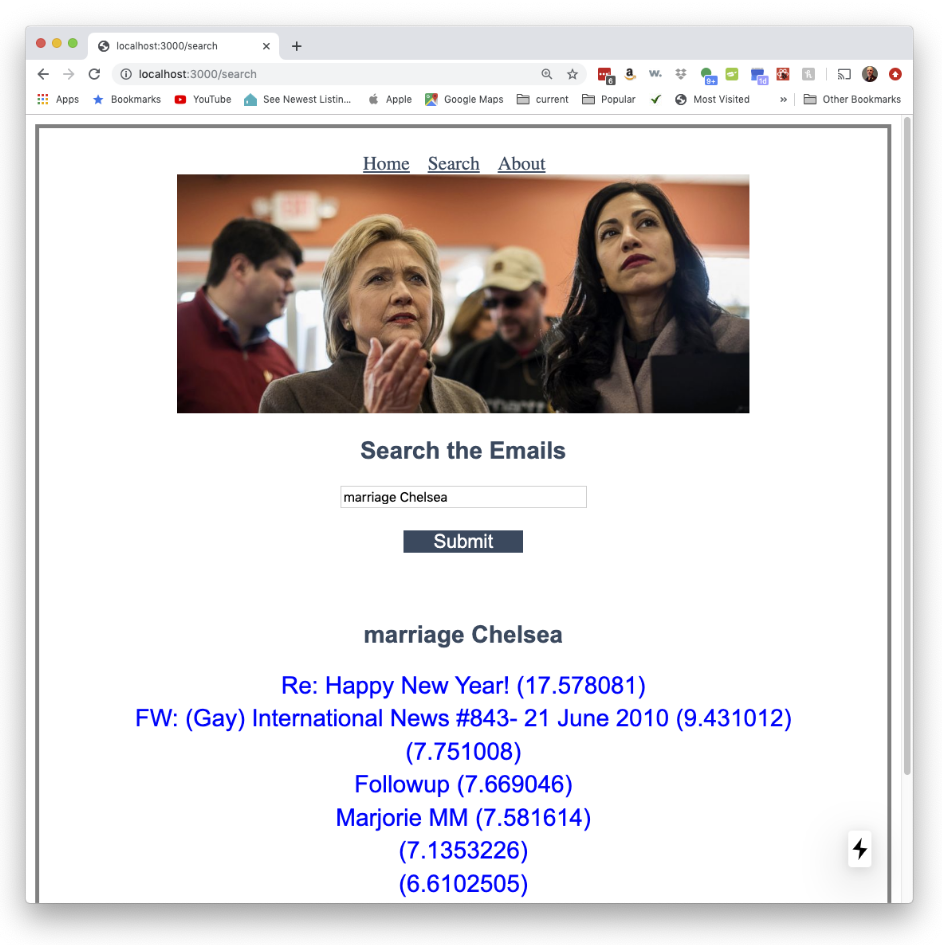 localhost:3000/search
localhost:3000/search
6
a
w.
9+
1d
Apps Bookmarks YouTube See Newest Listin... Apple Google Maps current Popular Most Visited » Other Bookmarks
Home Search About
Search the Emails
marriage Chelsea
Submit
marriage Chelsea
Re: Happy New Year! (17.578081)
FW: (Gay) International News #843- 21 June 2010 (9.431012)
(7.751008)
Followup (7.669046)
Marjorie MM (7.581614)
(7.1353226)
(6.6102505)